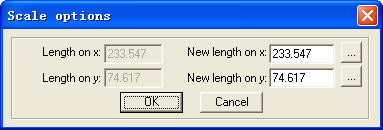 Scale options
Length on x: 233.547 New length on x: 233.547 ...
Length on y: 74.617 New length on y: 74.617 ...
OK Cancel